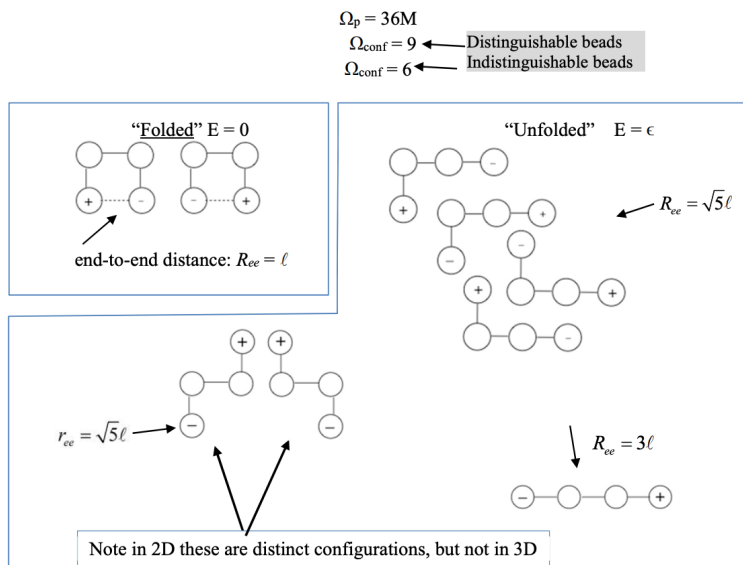 Ωp = 36M
Ωconf = 9 Distinguishable beads
Ωconf = 6 Indistinguishable beads
“Folded” E = 0
+ - - +
end-to-end distance: Ree = ℓ
“Unfolded” E = ϵ
-
+
+
−
-
+
+
-
Ree = √5ℓ
+ +
− −
ree = √5ℓ
Ree = 3ℓ
− +
Note in 2D these are distinct configurations, but not in 3D